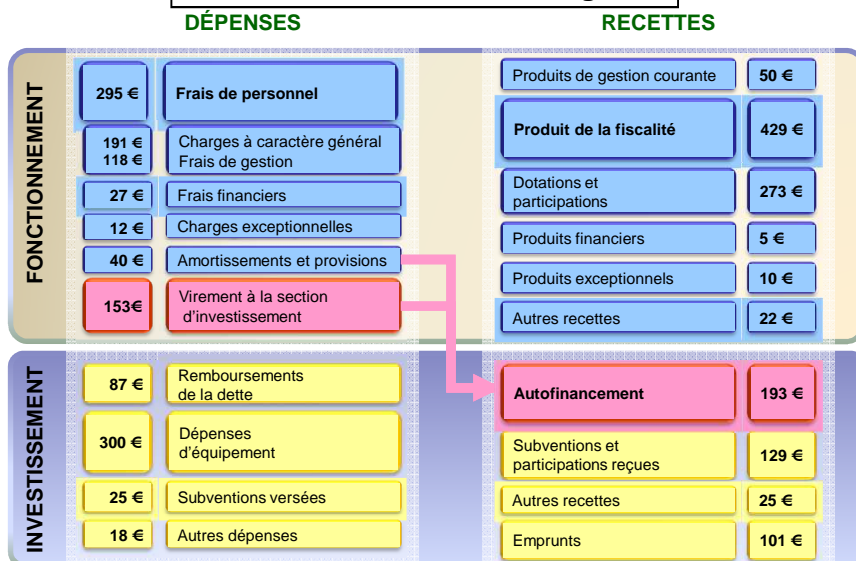 DÉPENSES
RECETTES
FONCTIONNEMENT
295 € Frais de personnel
191 € Charges à caractère général
118 € Frais de gestion
27 € Frais financiers
12 € Charges exceptionnelles
40 € Amortissements et provisions
153€ Virement à la section
d'investissement
Produits de gestion courante 50 €
Produit de la fiscalité 429 €
Dotations et
participations 273 €
Produits financiers 5 €
Produits exceptionnels 10 €
Autres recettes 22 €
INVESTISSEMENT
87 € Remboursements
de la dette
300 € Dépenses
d'équipement
25 € Subventions versées
18 € Autres dépenses
Autofinancement 193 €
Subventions et
participations reçues 129 €
Autres recettes 25 €
Emprunts 101 €